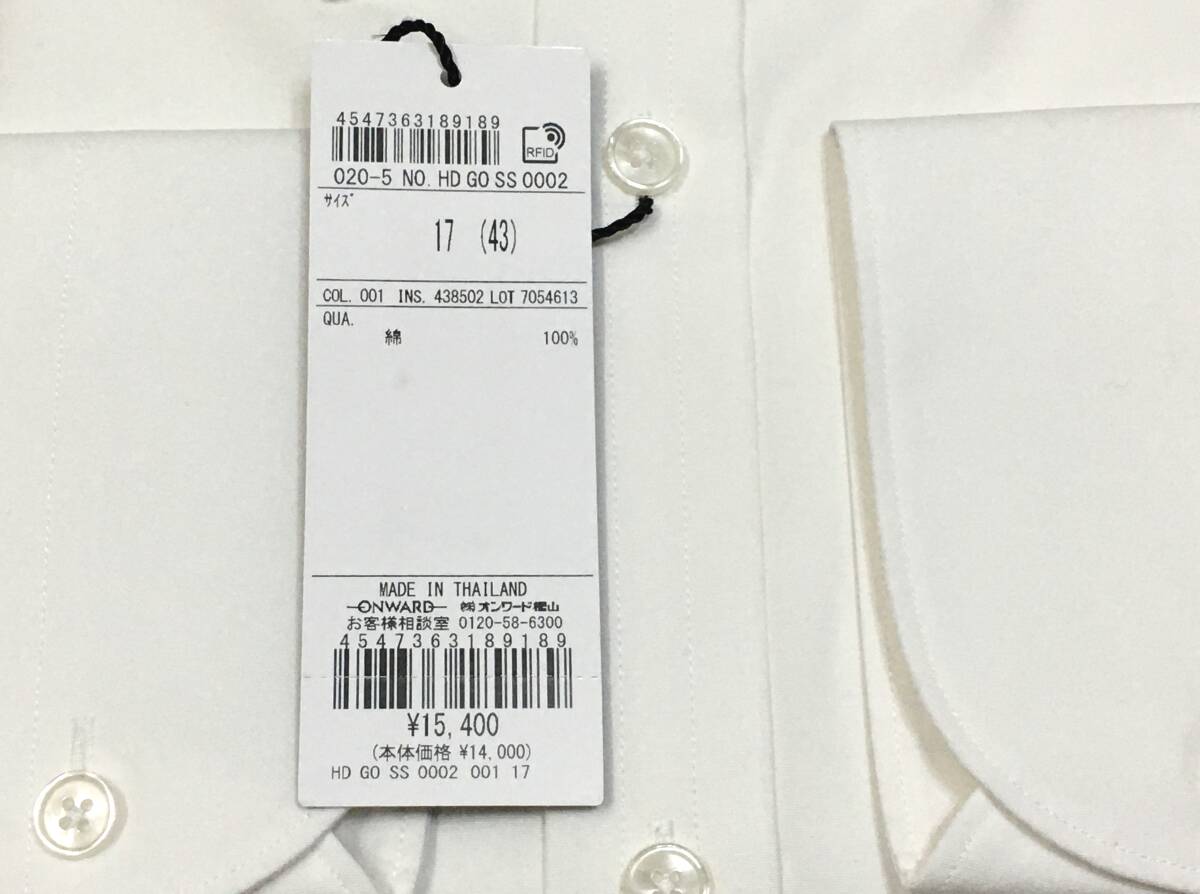 4547363189189
RFID
020-5 NO. HD GO SS 0002
サイズ
17 (43)
COL. 001 INS. 438502 LOT 7054613
QUA.
綿 100%
MADE IN THAILAND
ONWARD ㈱オンワード樫山
お客様相談室 0120-58-6300
4547363189189
¥15,400
(本体価格 ¥14,000)
HD GO SS 0002 001 17